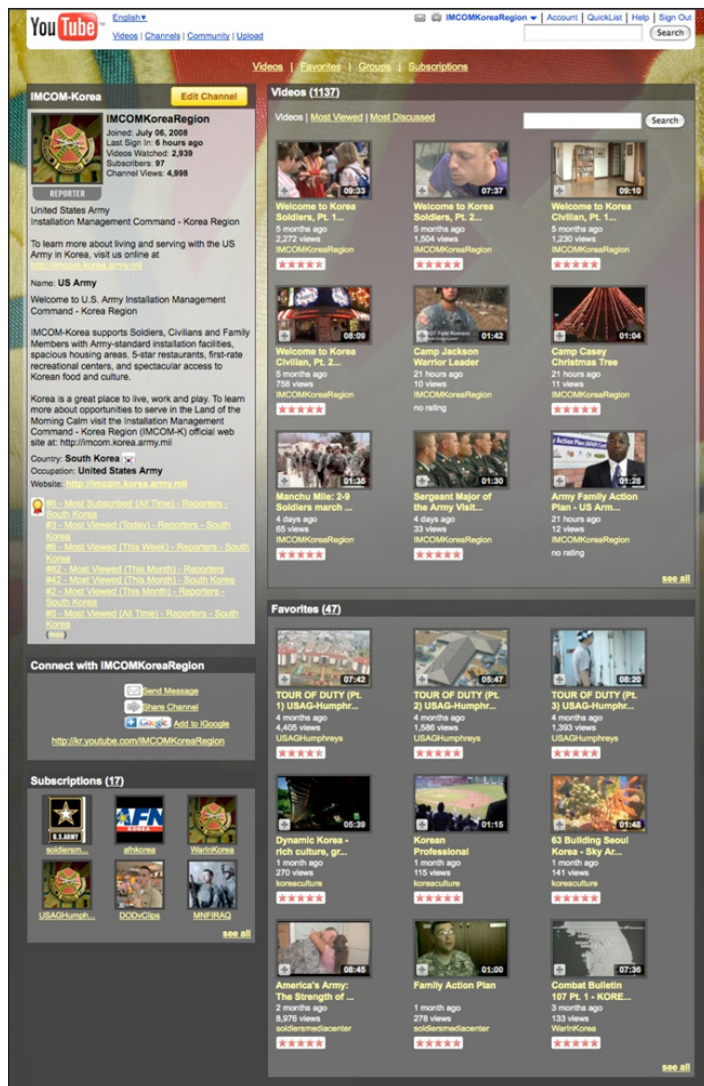 YouTube™
English▼
IMCOMKoreaRegion ▼ | Account | QuickList | Help | Sign Out
Videos | Channels | Community | Upload
Search
Videos | Favorites | Groups | Subscriptions
IMCOM-Korea
Edit Channel
IMCOMKoreaRegion
Joined: July 06, 2008
Last Sign In: 6 hours ago
Videos Watched: 2,939
Subscribers: 97
Channel Views: 4,998
REPORTER
United States Army
Installation Management Command - Korea Region
To learn more about living and serving with the US
Army in Korea, visit us online at
http://imcom.korea.army.mil
Name: US Army
Welcome to U.S. Army Installation Management
Command - Korea Region
IMCOM-Korea supports Soldiers, Civilians and Family
Members with Army-standard installation facilities,
spacious housing areas, 5-star restaurants, first-rate
recreational centers, and spectacular access to
Korean food and culture.
Korea is a great place to live, work and play. To learn
more about opportunities to serve in the Land of the
Morning Calm visit the Installation Management
Command - Korea Region (IMCOM-K) official web
site at: http://imcom.korea.army.mil
Country: South Korea
Occupation: United States Army
Website: http://imcom.korea.army.mil
#6 - Most Subscribed (All Time) - Reporters -
South Korea
#3 - Most Viewed (Today) - Reporters - South
Korea
#6 - Most Viewed (This Week) - Reporters - South
Korea
#82 - Most Viewed (This Month) - Reporters
#42 - Most Viewed (This Month) - South Korea
#2 - Most Viewed (This Month) - Reporters -
South Korea
#5 - Most Viewed (All Time) - Reporters - South
Korea
(less)
Connect with IMCOMKoreaRegion
Send Message
Share Channel
Google Add to iGoogle
http://kr.youtube.com/IMCOMKoreaRegion
Subscriptions (17)
U.S.ARMY
AFN
KOREA
soldiersm...
afnkorea
WarInKorea
USAGHumph...
DODvClips
MNFIRAQ
see all
Videos (1137)
Videos | Most Viewed | Most Discussed
Search
09:33
07:37
09:10
Welcome to Korea
Soldiers, Pt. 1...
5 months ago
2,272 views
IMCOMKoreaRegion
Welcome to Korea
Soldiers, Pt. 2...
5 months ago
1,504 views
IMCOMKoreaRegion
Welcome to Korea
Civilian, Pt. 1...
5 months ago
1,230 views
IMCOMKoreaRegion
08:09
01:42
01:04
Welcome to Korea
Civilian, Pt. 2...
5 months ago
756 views
IMCOMKoreaRegion
Camp Jackson
Warrior Leader
21 hours ago
10 views
IMCOMKoreaRegion
no rating
Camp Casey
Christmas Tree
21 hours ago
11 views
IMCOMKoreaRegion
01:35
01:30
01:28
Manchu Mile: 2-9
Soldiers march ...
4 days ago
65 views
IMCOMKoreaRegion
Sergeant Major of
the Army Visit...
4 days ago
33 views
IMCOMKoreaRegion
Army Family Action
Plan - US Arm...
21 hours ago
12 views
IMCOMKoreaRegion
no rating
see all
Favorites (47)
07:42
05:47
08:20
TOUR OF DUTY (Pt.
1) USAG-Humphr...
4 months ago
4,405 views
USAGHumphreys
TOUR OF DUTY (Pt.
2) USAG-Humphr...
4 months ago
1,586 views
USAGHumphreys
TOUR OF DUTY (Pt.
3) USAG-Humphr...
4 months ago
1,393 views
USAGHumphreys
05:39
01:15
01:48
Dynamic Korea -
rich culture, gr...
1 month ago
270 views
koreaculture
Korean
Professional
1 month ago
115 views
koreaculture
63 Building Seoul
Korea - Sky Ar...
1 month ago
141 views
koreaculture
08:45
01:00
07:36
America's Army:
The Strength of ...
2 months ago
8,976 views
soldiersmediacenter
Family Action Plan
1 month ago
278 views
soldiersmediacenter
Combat Bulletin
107 Pt. 1 - KORE...
3 months ago
133 views
WarInKorea
see all